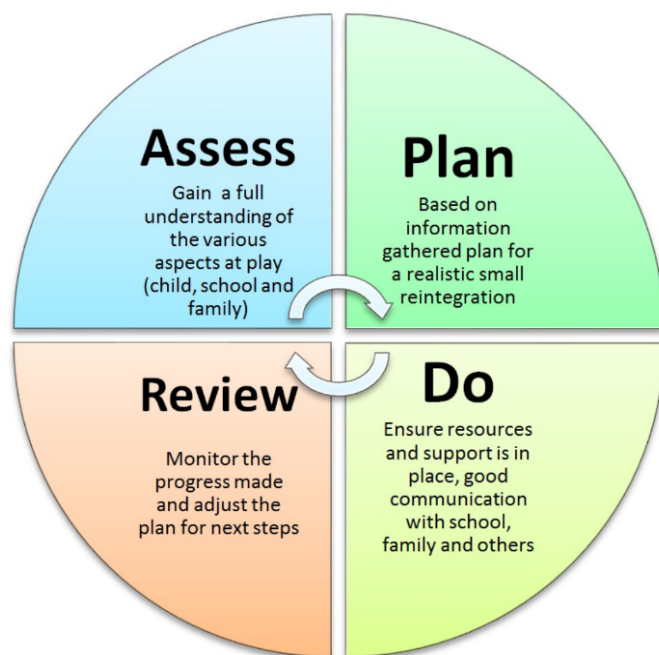 Assess
Gain a full
understanding of
the various
aspects at play
(child, school and
family)
Plan
Based on
information
gathered plan for
a realistic small
reintegration
Do
Ensure resources
and support is in
place, good
communication
with school,
family and others
Review
Monitor the
progress made
and adjust the
plan for next steps